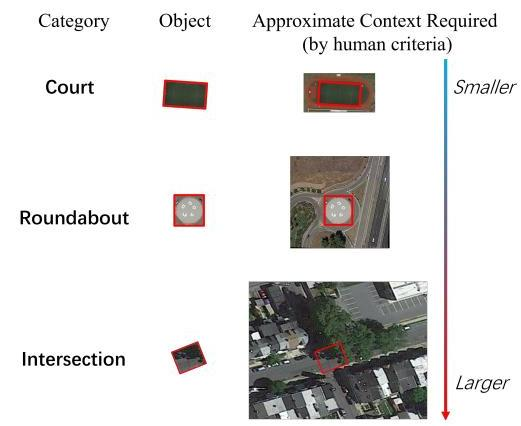 Category Object Approximate Context Required
(by human criteria)
Court
Smaller
Roundabout
Intersection
Larger